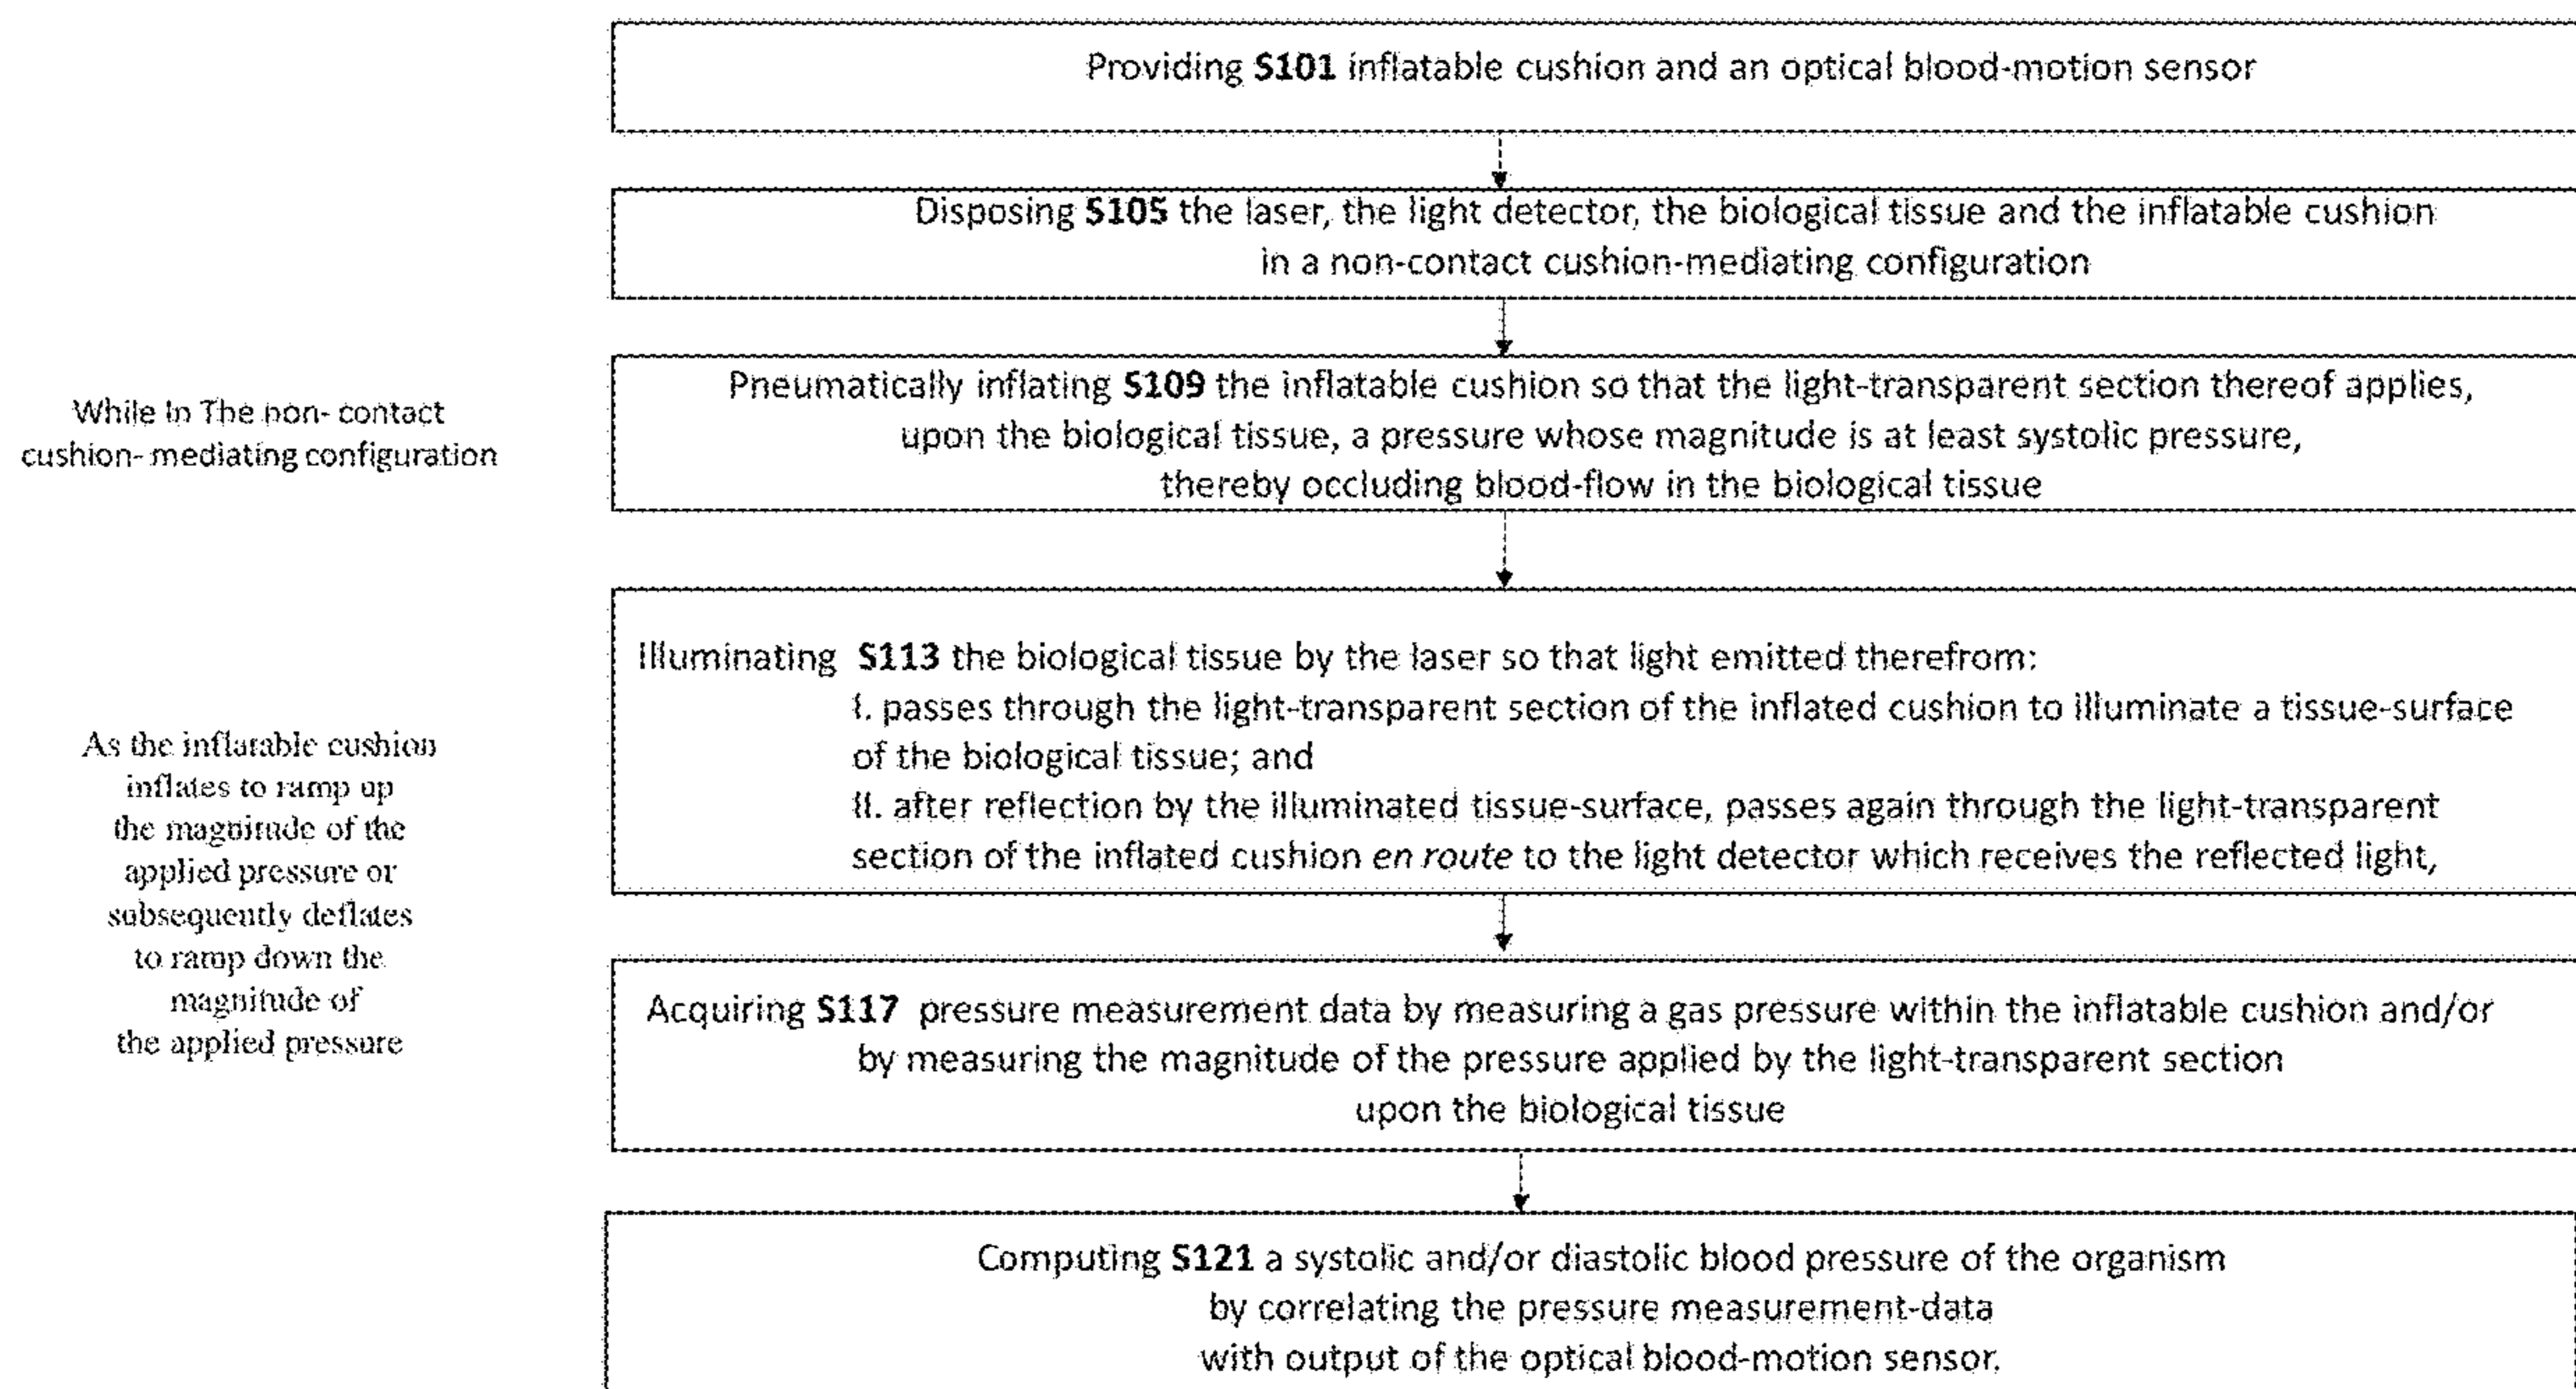 Providing S101 inflatable cushion and an optical blood-motion sensor
Disposing S105 the laser, the light detector, the biological tissue and the inflatable cushion
in a non-contact cushion-mediating configuration
While In The non- contact
cushion- mediating configuration
Pneumatically inflating S109 the inflatable cushion so that the light-transparent section thereof applies,
upon the biological tissue, a pressure whose magnitude is at least systolic pressure,
thereby occluding blood-flow in the biological tissue
As the inflatable cushion
inflates to ramp up
the magnitude of the
applied pressure or
subsequently deflates
to ramp down the
magnitude of
the applied pressure
Illuminating S113 the biological tissue by the laser so that light emitted therefrom:
I. passes through the light-transparent section of the inflated cushion to illuminate a tissue-surface
of the biological tissue; and
II. after reflection by the illuminated tissue-surface, passes again through the light-transparent
section of the inflated cushion en route to the light detector which receives the reflected light,
Acquiring S117 pressure measurement data by measuring a gas pressure within the inflatable cushion and/or
by measuring the magnitude of the pressure applied by the light-transparent section
upon the biological tissue
Computing S121 a systolic and/or diastolic blood pressure of the organism
by correlating the pressure measurement-data
with output of the optical blood-motion sensor.